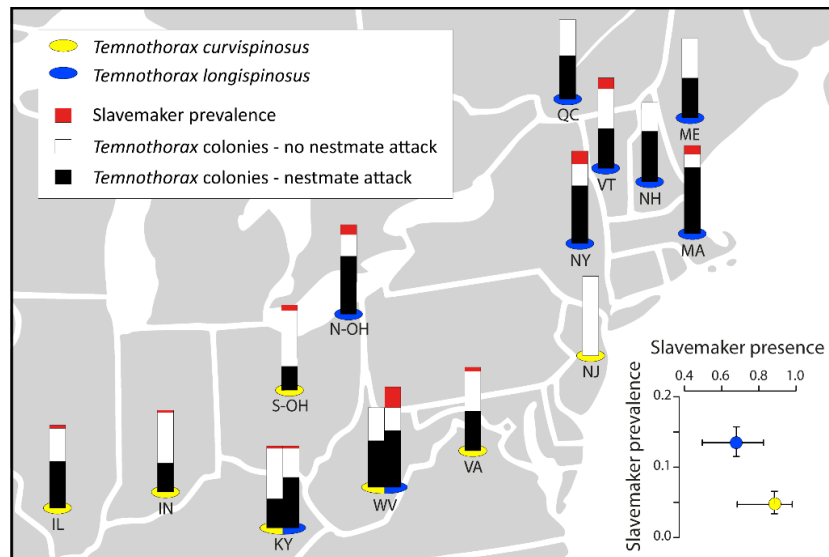 Temnothorax curvispinosus
Temnothorax longispinosus
Slavemaker prevalence
Temnothorax colonies - no nestmate attack
Temnothorax colonies - nestmate attack
QC
ME
VT
NH
NY
MA
N-OH
NJ
S-OH
VA
WV
IL
IN
KY
Slavemaker presence
0.4 0.6 0.8 1.0
Slavemaker prevalence
0.2
0.1
0.0